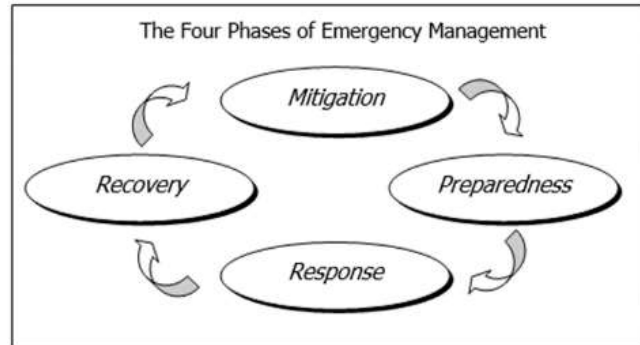 The Four Phases of Emergency Management
Mitigation
Recovery
Preparedness
Response